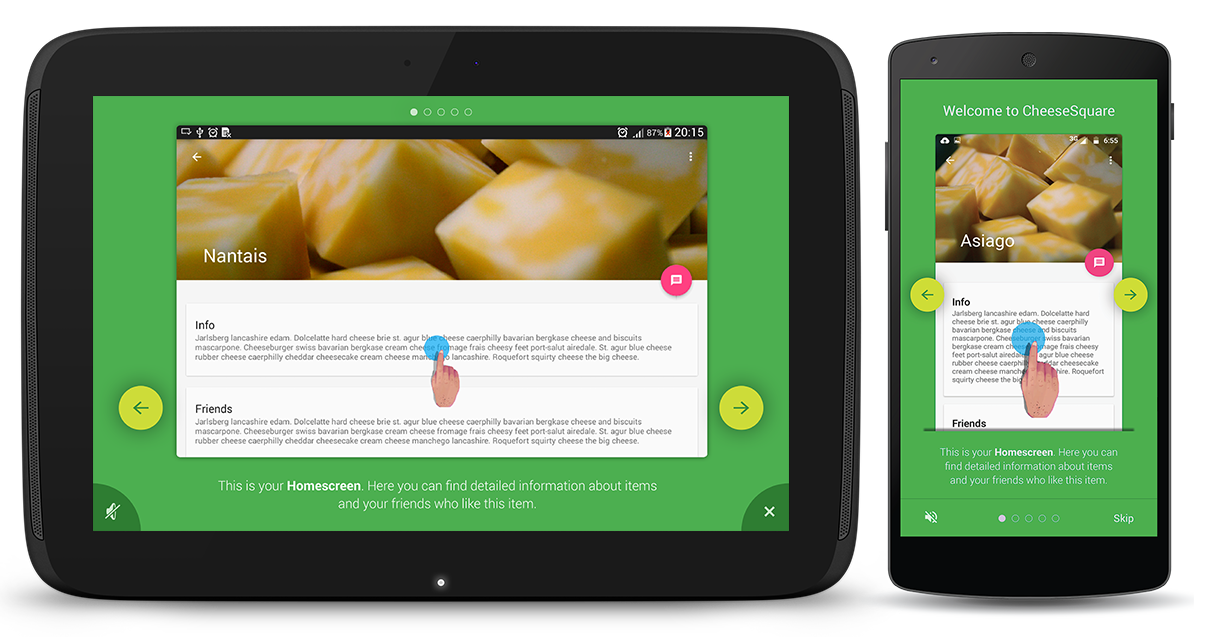 87% 20:15
Nantais
Info
Jarlsberg lancashire edam. Dolcelatte hard cheese brie st. agur blue cheese caerphilly bavarian bergkase cheese and biscuits
mascarpone. Cheeseburger swiss bavarian bergkase cream cheese fromage frais cheesy feet port-salut airedale. St. agur blue cheese
rubber cheese caerphilly cheddar cheesecake cream cheese lancashire. Roquefort squirty cheese the big cheese.
Friends
Jarlsberg lancashire edam. Dolcelatte hard cheese brie st. agur blue cheese caerphilly bavarian bergkase cheese and biscuits
mascarpone. Cheeseburger swiss bavarian bergkase cream cheese fromage frais cheesy feet port-salut airedale. St. agur blue cheese
rubber cheese caerphilly cheddar cheesecake cream cheese manchego lancashire. Roquefort squirty cheese the big cheese.
This is your Homescreen. Here you can find detailed information about items
and your friends who like this item.
Welcome to CheeseSquare
3G 6:55
Asiago
Info
Jarlsberg lancashire edam. Dolcelatte hard
cheese brie st. agur blue cheese caerphilly
bavarian bergkase cheese and biscuits
mascarpone. Cheeseburger swiss bavarian
bergkase cream cheese fromage frais cheesy
feet port-salut airedale. St. agur blue cheese
rubber cheese caerphilly cheddar cheesecake
cream cheese lancashire. Roquefort
squirty cheese the big
Friends
This is your Homescreen. Here you can
find detailed information about items
and your friends who like this item.
Skip